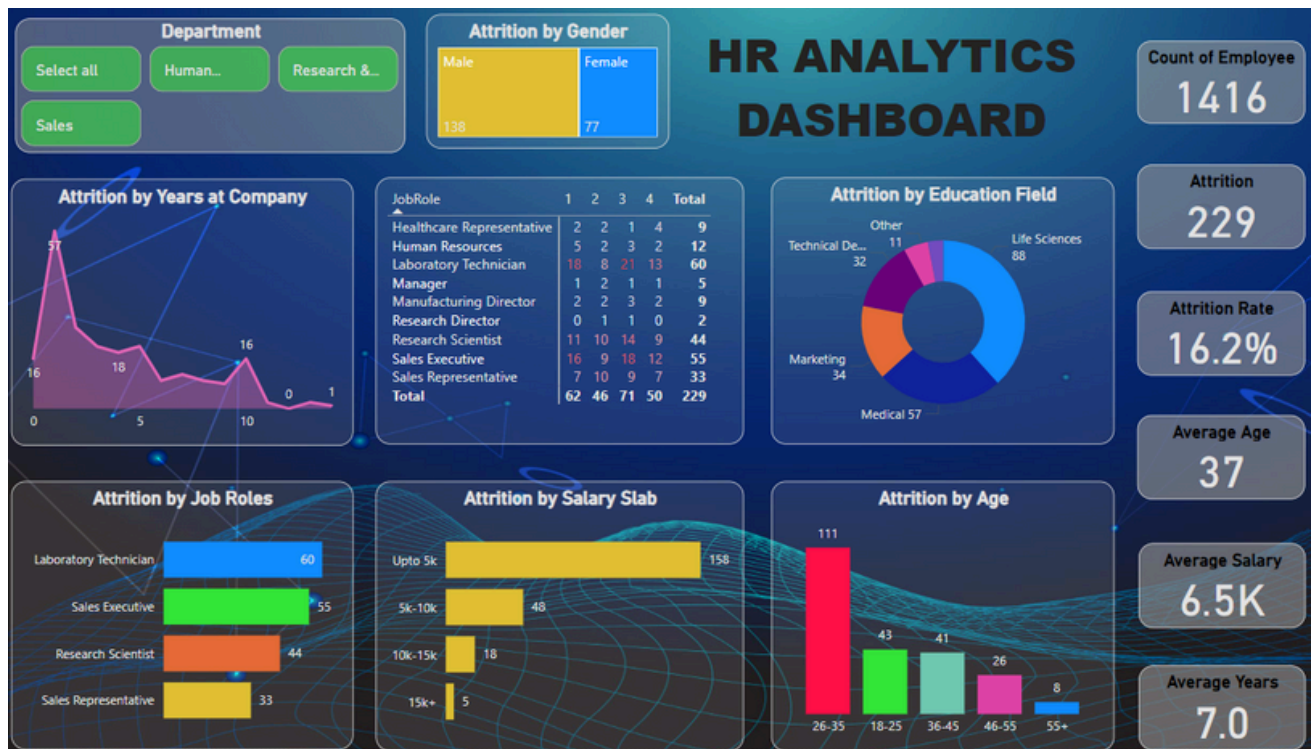 Department
Select all
Human...
Research &...
Sales
Attrition by Gender
Male
Female
138
77
HR ANALYTICS
DASHBOARD
Count of Employee
1416
Attrition
229
Attrition Rate
16.2%
Average Age
37
Average Salary
6.5K
Average Years
7.0
Attrition by Years at Company
57
16
18
16
0
1
0
5
10
JobRole 1 2 3 4 Total
Healthcare Representative 2 2 1 4 9
Human Resources 5 2 3 2 12
Laboratory Technician 18 8 21 13 60
Manager 1 2 1 1 5
Manufacturing Director 2 2 3 2 9
Research Director 0 1 1 0 2
Research Scientist 11 10 14 9 44
Sales Executive 16 9 18 12 55
Sales Representative 7 10 9 7 33
Total 62 46 71 50 229
Attrition by Education Field
Other
11
Technical De...
32
Life Sciences
88
Marketing
34
Medical 57
Attrition by Job Roles
Laboratory Technician 60
Sales Executive 55
Research Scientist 44
Sales Representative 33
Attrition by Salary Slab
Upto 5k 158
5k-10k 48
10k-15k 18
15k+ 5
Attrition by Age
111
43
41
26
8
26-35 18-25 36-45 46-55 55+